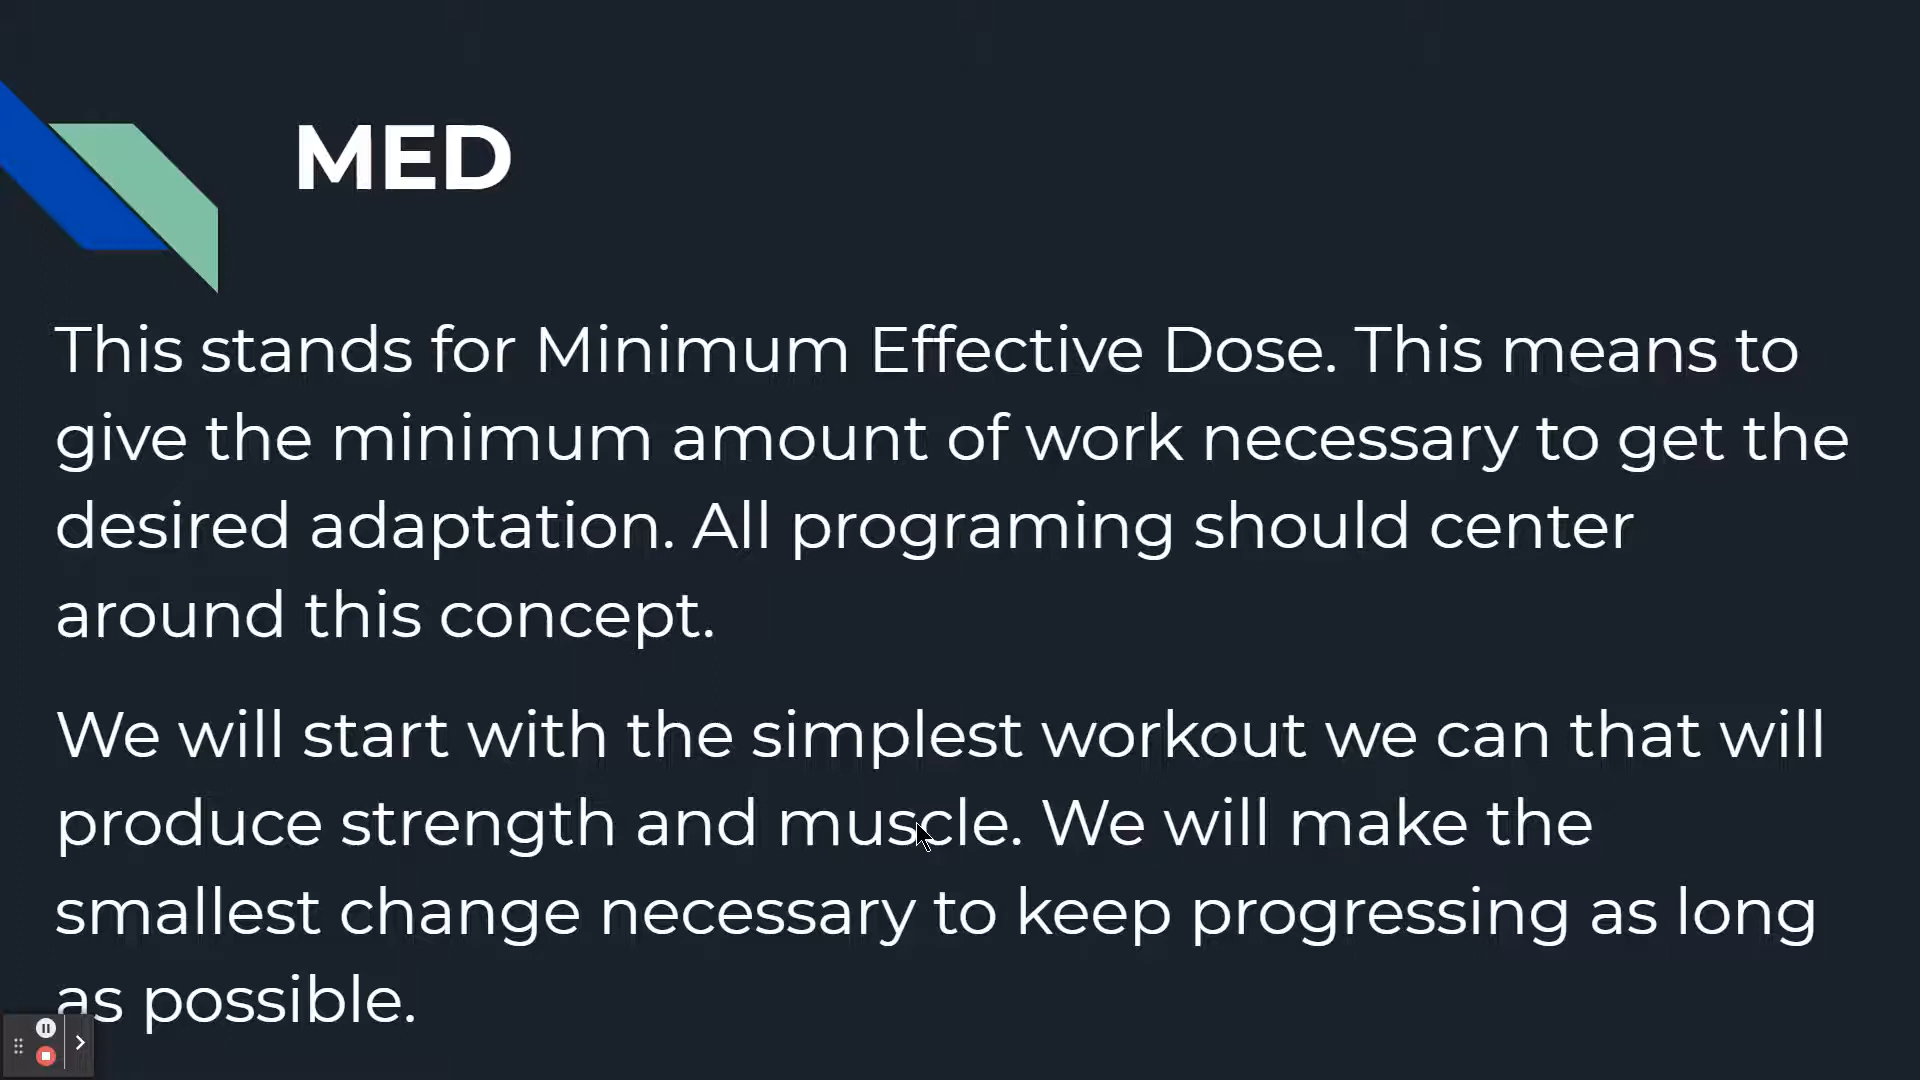 MED
This stands for Minimum Effective Dose. This means to
give the minimum amount of work necessary to get the
desired adaptation. All programing should center
around this concept.
We will start with the simplest workout we can that will
produce strength and muscle. We will make the
smallest change necessary to keep progressing as long
as possible.